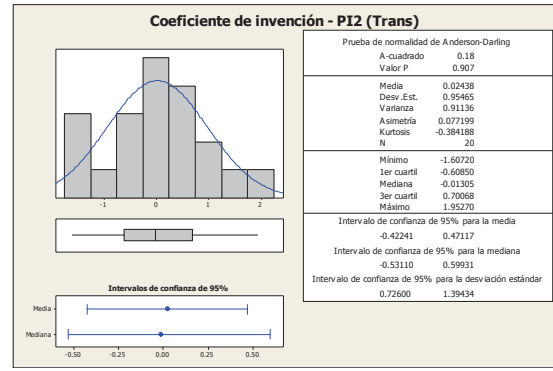 Coeficiente de invención - PI2 (Trans)
-1 0 1 2
Intervalos de confianza de 95%
Media
Mediana
-0.50 -0.25 0.00 0.25 0.50
Prueba de normalidad de Anderson-Darling
A-cuadrado 0.18
Valor P 0.907
Media 0.02438
Desv.Est. 0.95465
Varianza 0.91136
Asimetría 0.077199
Kurtosis -0.384188
N 20
Mínimo -1.60720
1er cuartil -0.60850
Mediana -0.01305
3er cuartil 0.70068
Máximo 1.95270
Intervalo de confianza de 95% para la media
-0.42241 0.47117
Intervalo de confianza de 95% para la mediana
-0.53110 0.59931
Intervalo de confianza de 95% para la desviación estándar
0.72600 1.39434